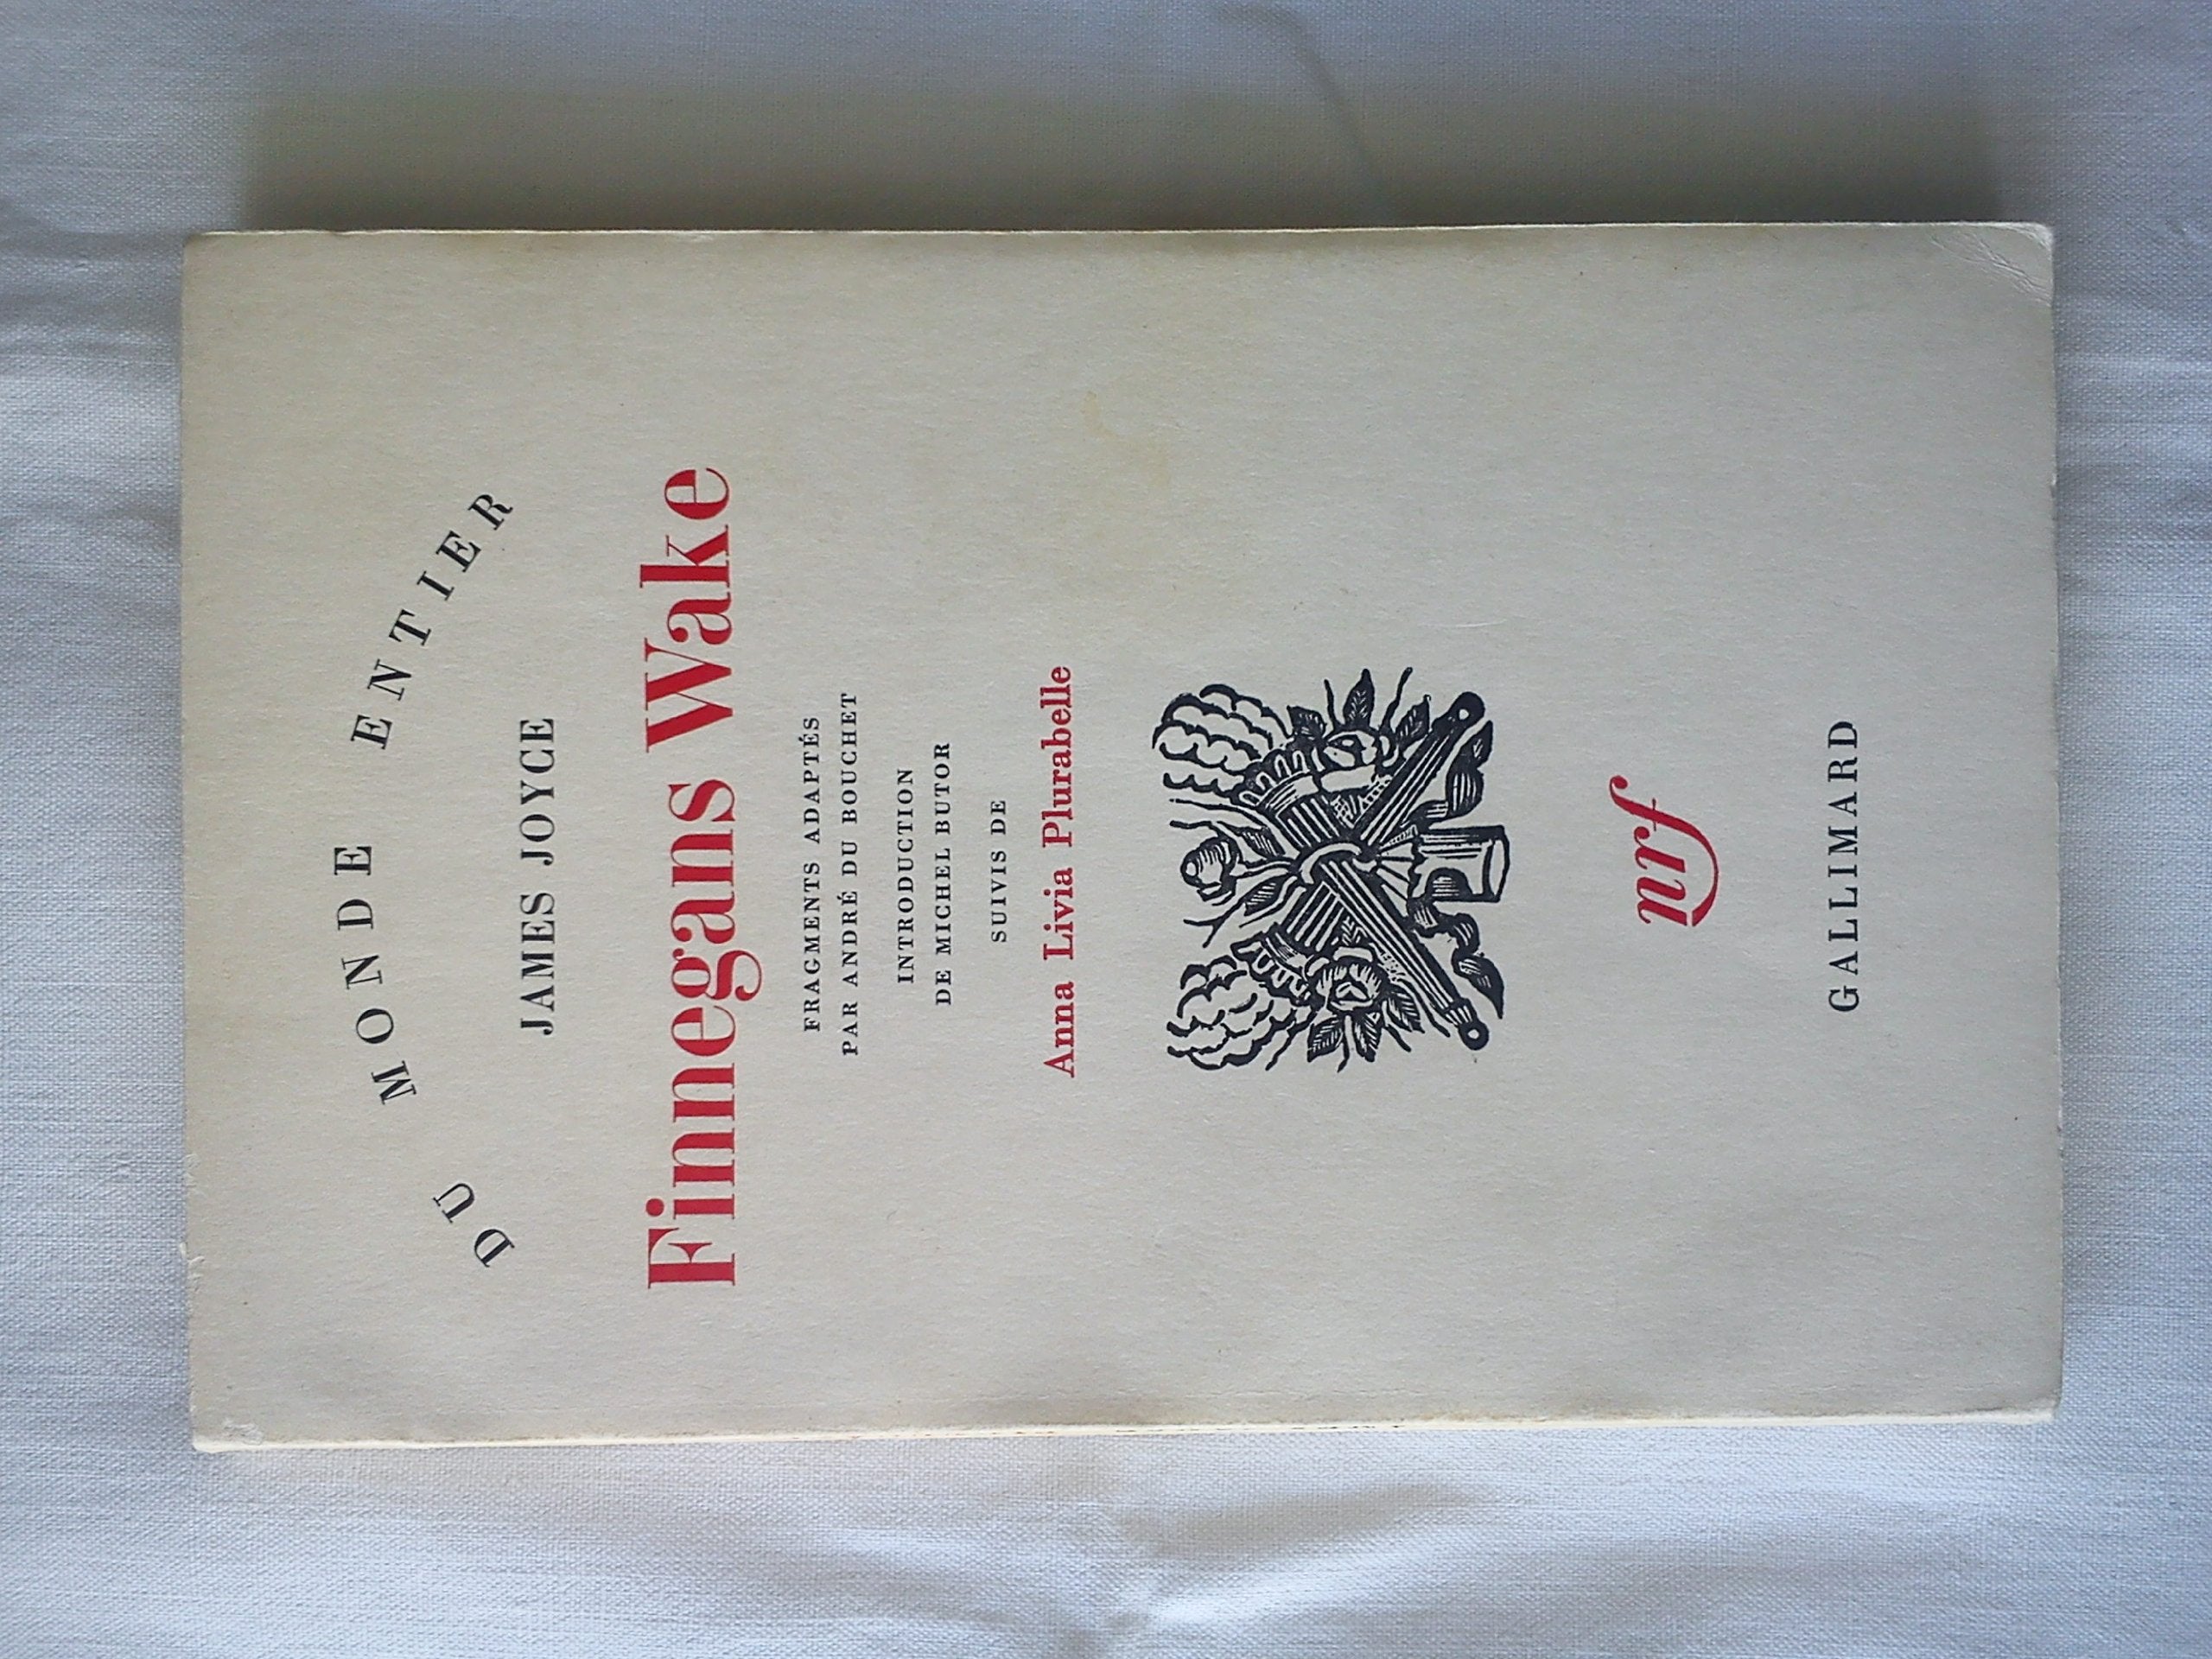 DU MONDE ENTIER
JAMES JOYCE
Finnegans Wake
FRAGMENTS ADAPTÉS
PAR ANDRÉ DU BOUCHET
INTRODUCTION
DE MICHEL BUTOR
SUIVIS DE
Anna Livia Plurabelle
nrf
GALLIMARD